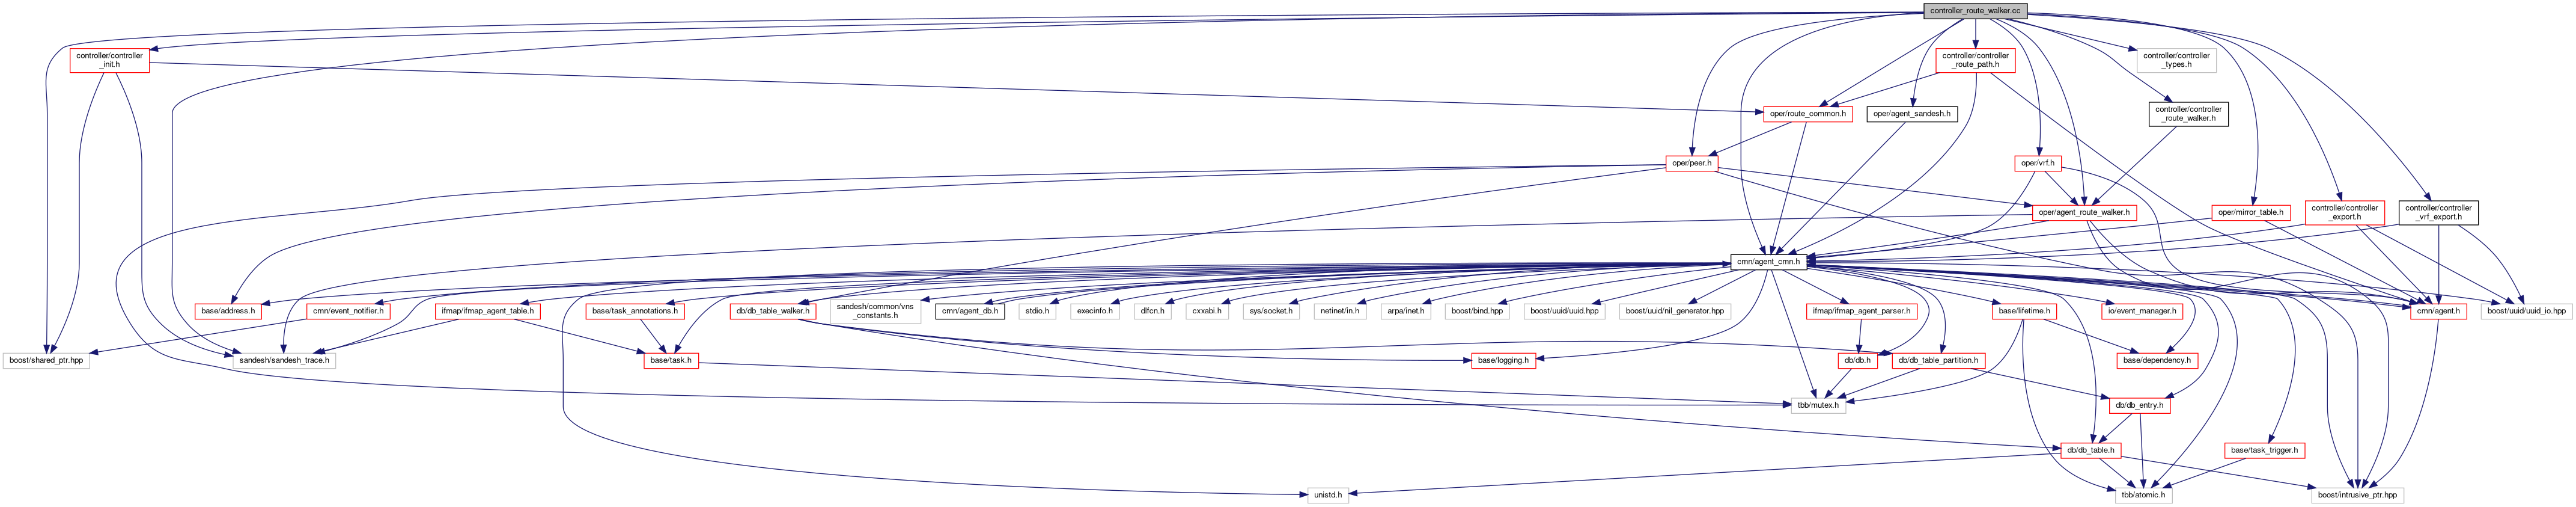 controller_route_walker.cc
controller/controller
_init.h
controller/controller
_route_path.h
controller/controller
_types.h
oper/route_common.h
oper/agent_sandesh.h
controller/controller
_route_walker.h
oper/peer.h
oper/vrf.h
oper/agent_route_walker.h
oper/mirror_table.h
controller/controller
_export.h
controller/controller
_vrf_export.h
cmn/agent_cmn.h
base/address.h
cmn/event_notifier.h
ifmap/ifmap_agent_table.h
base/task_annotations.h
db/db_table_walker.h
sandesh/common/vns
_constants.h
cmn/agent_db.h
stdio.h
execinfo.h
dlfcn.h
cxxabi.h
sys/socket.h
netinet/in.h
arpa/inet.h
boost/bind.hpp
boost/uuid/uuid.hpp
boost/uuid/nil_generator.hpp
ifmap/ifmap_agent_parser.h
base/lifetime.h
io/event_manager.h
cmn/agent.h
boost/uuid/uuid_io.hpp
boost/shared_ptr.hpp
sandesh/sandesh_trace.h
base/task.h
base/logging.h
db/db.h
db/db_table_partition.h
base/dependency.h
tbb/mutex.h
db/db_entry.h
db/db_table.h
base/task_trigger.h
unistd.h
tbb/atomic.h
boost/intrusive_ptr.hpp